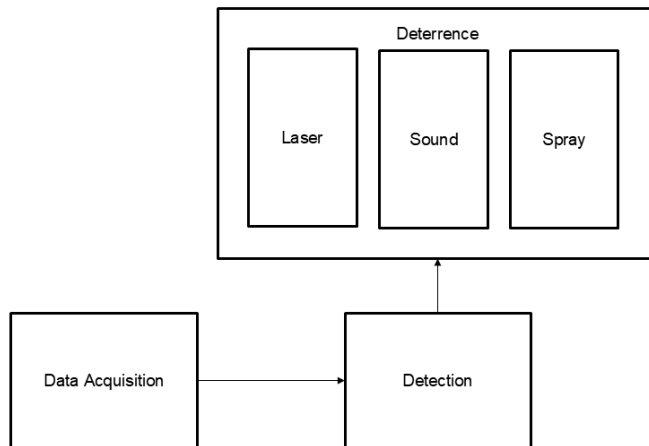 Deterrence
Laser
Sound
Spray
Data Acquisition
Detection